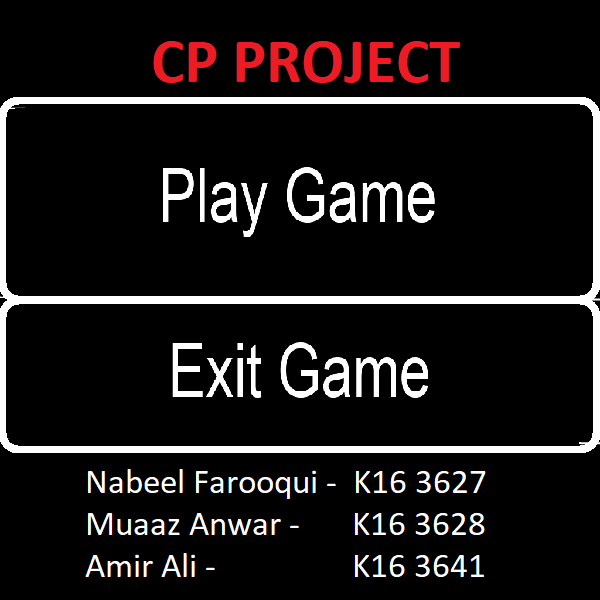 CP PROJECT
Play Game
Exit Game
Nabeel Farooqui - K16 3627
Muaaz Anwar - K16 3628
Amir Ali - K16 3641